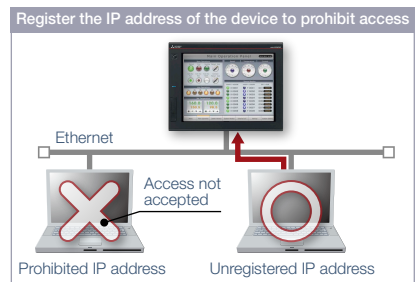 Register the IP address of the device to prohibit access
Ethernet
Access not
accepted
Prohibited IP address
Unregistered IP address